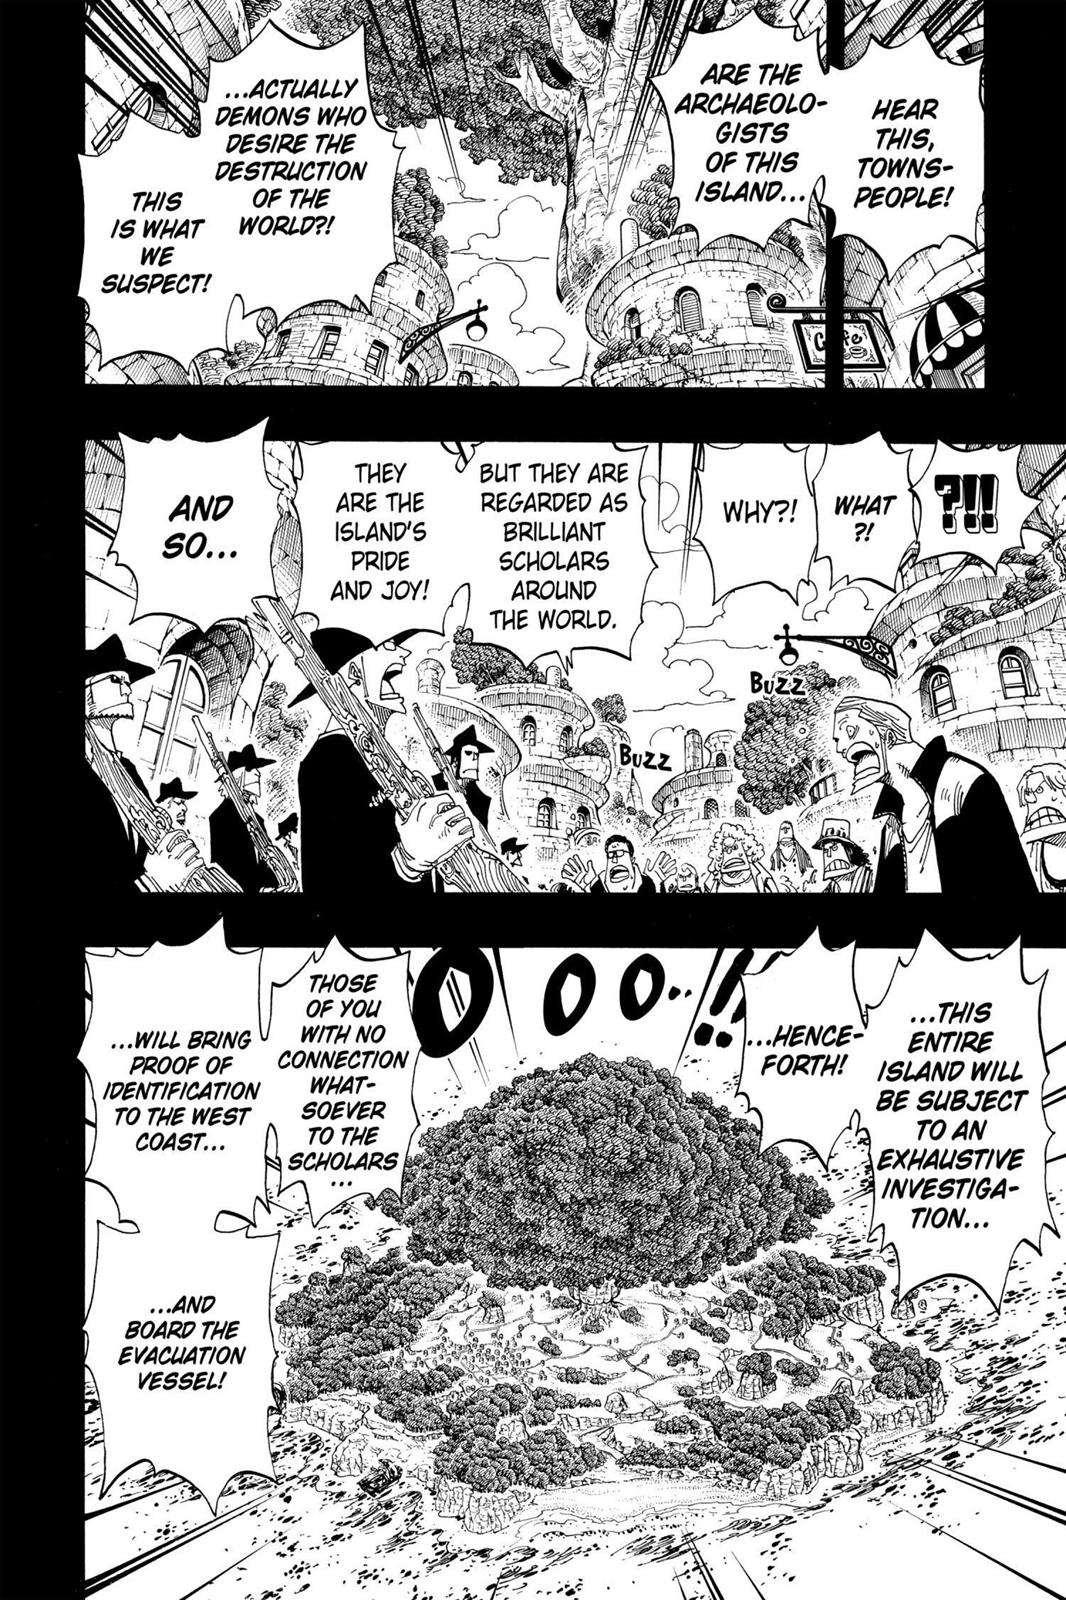 HEAR
THIS,
TOWNS-
PEOPLE!
ARE THE
ARCHAEOLO-
GISTS
OF THIS
ISLAND...
...ACTUALLY
DEMONS WHO
DESIRE THE
DESTRUCTION
OF THE
WORLD?!
THIS
IS WHAT
WE
SUSPECT!
Cafe
?!!
WHAT
?!
WHY?!
BUT THEY ARE
REGARDED AS
BRILLIANT
SCHOLARS
AROUND
THE WORLD.
THEY
ARE THE
ISLAND'S
PRIDE
AND JOY!
AND
SO...
BUZZ
BUZZ
...THIS
ENTIRE
ISLAND WILL
BE SUBJECT
TO AN
EXHAUSTIVE
INVESTIGA-
TION...
...HENCE-
FORTH!
OOO...!!
THOSE
OF YOU
WITH NO
CONNECTION
WHAT-
SOEVER
TO THE
SCHOLARS
...
...WILL BRING
PROOF OF
IDENTIFICATION
TO THE WEST
COAST...
...AND
BOARD THE
EVACUATION
VESSEL!